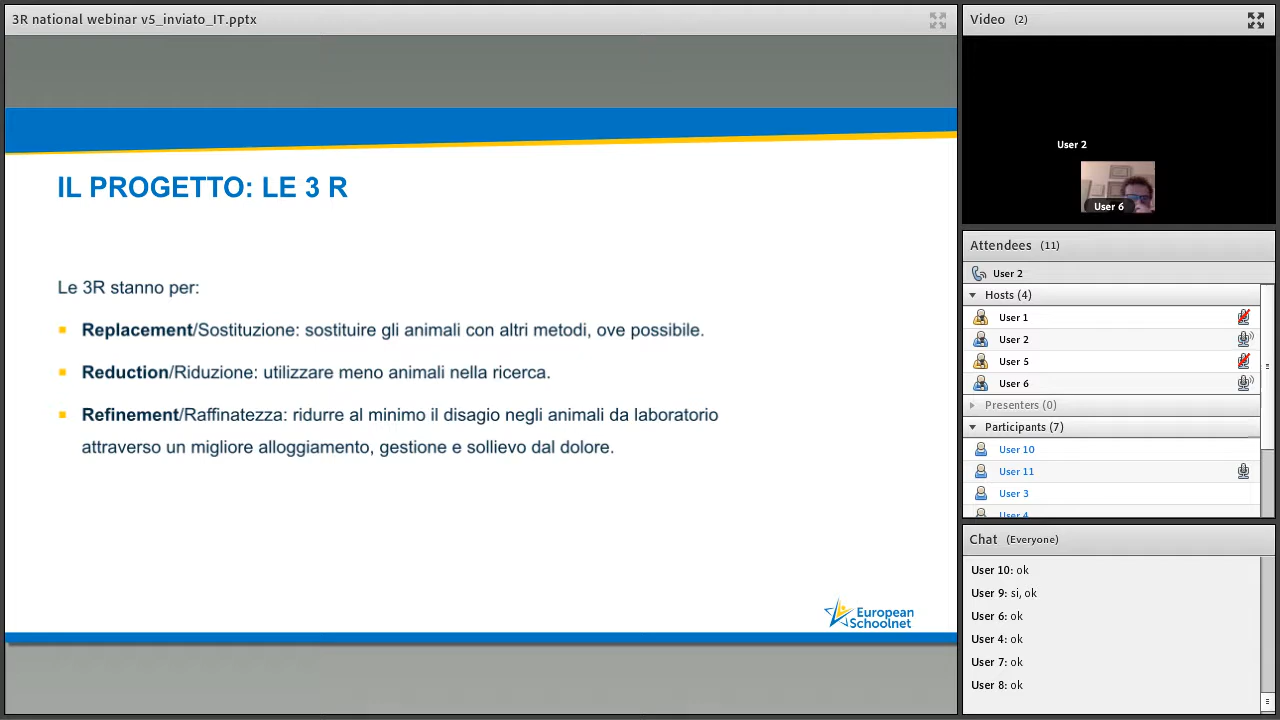 3R national webinar v5_inviato_IT.pptx
IL PROGETTO: LE 3 R
Le 3R stanno per:
Replacement/Sostituzione: sostituire gli animali con altri metodi, ove possibile.
Reduction/Riduzione: utilizzare meno animali nella ricerca.
Refinement/Raffinatezza: ridurre al minimo il disagio negli animali da laboratorio
attraverso un migliore alloggiamento, gestione e sollievo dal dolore.
European
Schoolnet
Video (2)
User 2
User 6
Attendees (11)
User 2
Hosts (4)
User 1
User 2
User 5
User 6
Presenters (0)
Participants (7)
User 10
User 11
User 3
User 4
Chat (Everyone)
User 10: ok
User 9: si, ok
User 6: ok
User 4: ok
User 7: ok
User 8: ok